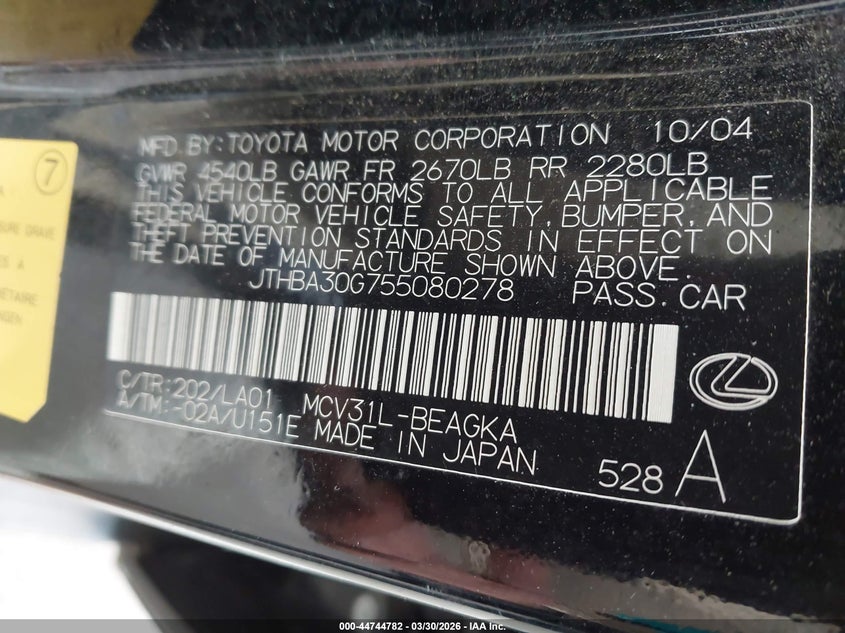 MFD BY:TOYOTA MOTOR CORPORATION 10/04
GVWR 4540LB GAWR FR 2670LB RR 2280LB
THIS VEHICLE CONFORMS TO ALL APPLICABLE
FEDERAL MOTOR VEHICLE SAFETY, BUMPER, AND
THEFT PREVENTION STANDARDS IN EFFECT ON
THE DATE OF MANUFACTURE SHOWN ABOVE.
JTHBA30G755080278 PASS.CAR
C/TR:202/LA01 MCV31L-BEAGKA
A/TM:-02A/U151E MADE IN JAPAN
528 A
7
SURE GRAVE
000-44744782 - 03/30/2026 - IAA Inc.